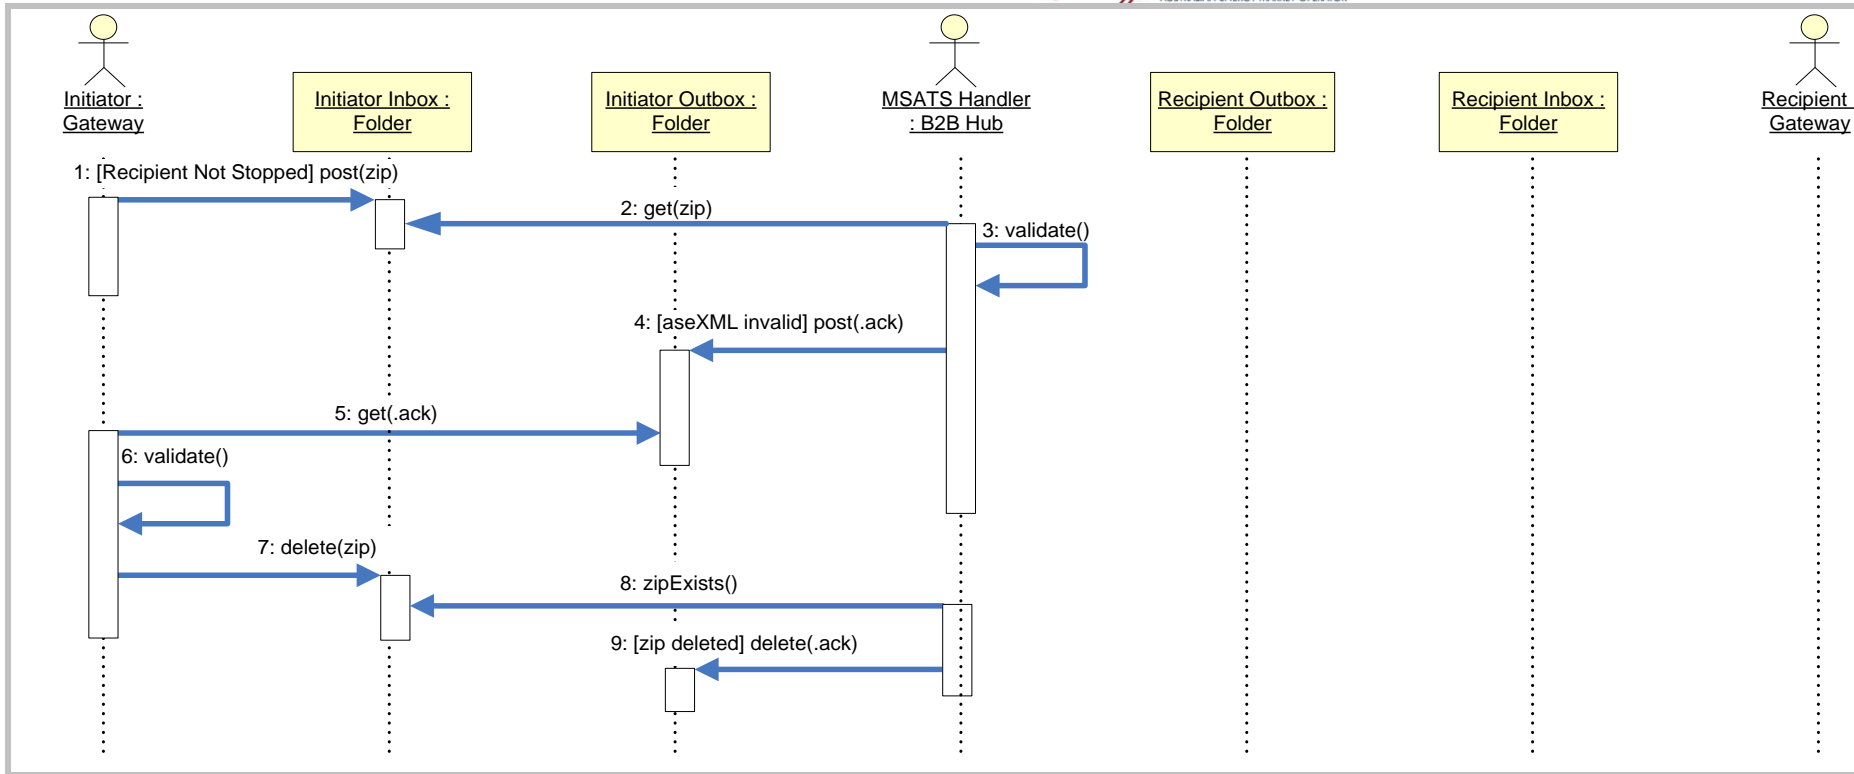 Initiator :
Gateway
Initiator Inbox :
Folder
Initiator Outbox :
Folder
MSATS Handler
: B2B Hub
Recipient Outbox :
Folder
Recipient Inbox :
Folder
Recipient
Gateway
1: [Recipient Not Stopped] post(zip)
2: get(zip)
3: validate()
4: [aseXML invalid] post(.ack)
5: get(.ack)
6: validate()
7: delete(zip)
8: zipExists()
9: [zip deleted] delete(.ack)